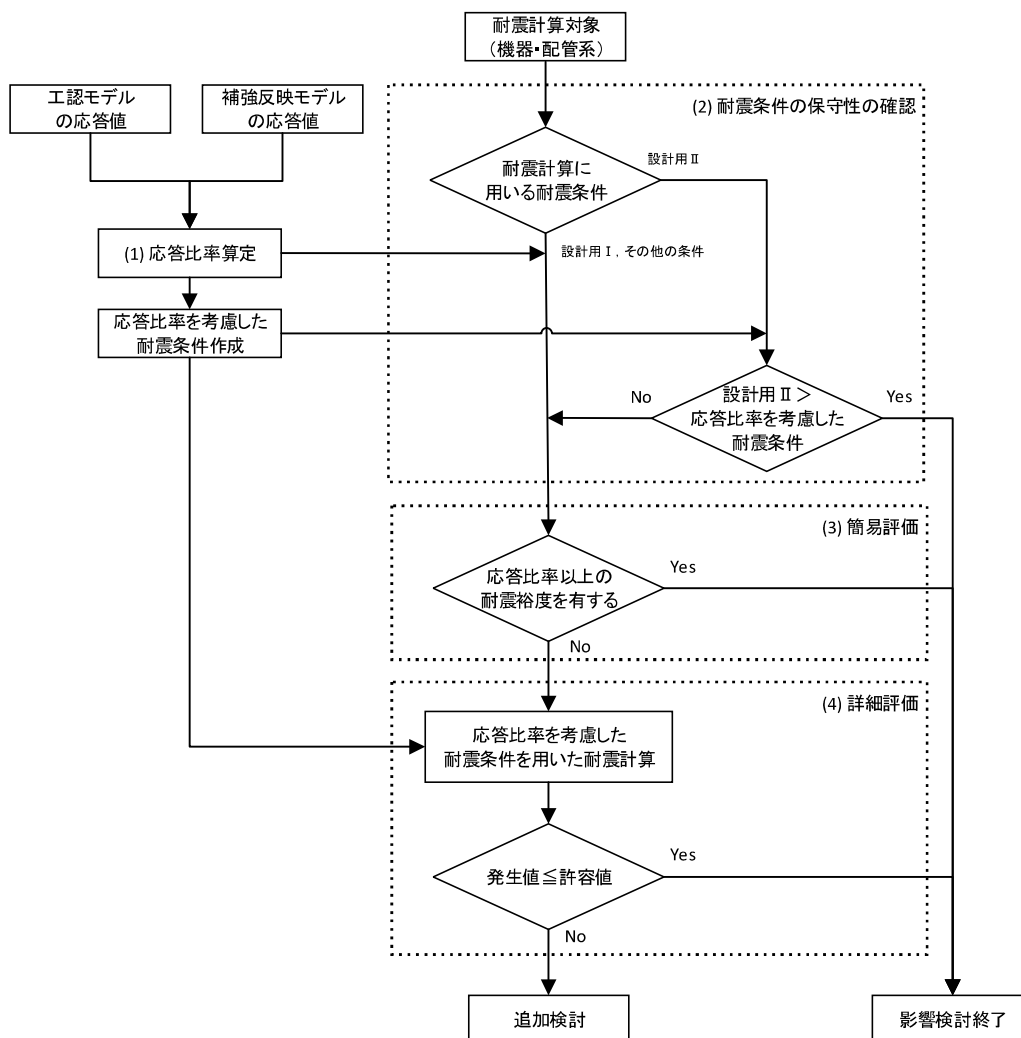 耐震計算対象
（機器・配管系）
工認モデル
の応答値
補強反映モデル
の応答値
(2) 耐震条件の保守性の確認
耐震計算に
用いる耐震条件
設計用Ⅱ
(1) 応答比率算定
設計用Ⅰ，その他の条件
応答比率を考慮した
耐震条件作成
設計用Ⅱ＞
応答比率を考慮した
耐震条件
No
Yes
(3) 簡易評価
応答比率以上の
耐震裕度を有する
Yes
No
(4) 詳細評価
応答比率を考慮した
耐震条件を用いた耐震計算
発生値≦許容値
Yes
No
追加検討
影響検討終了